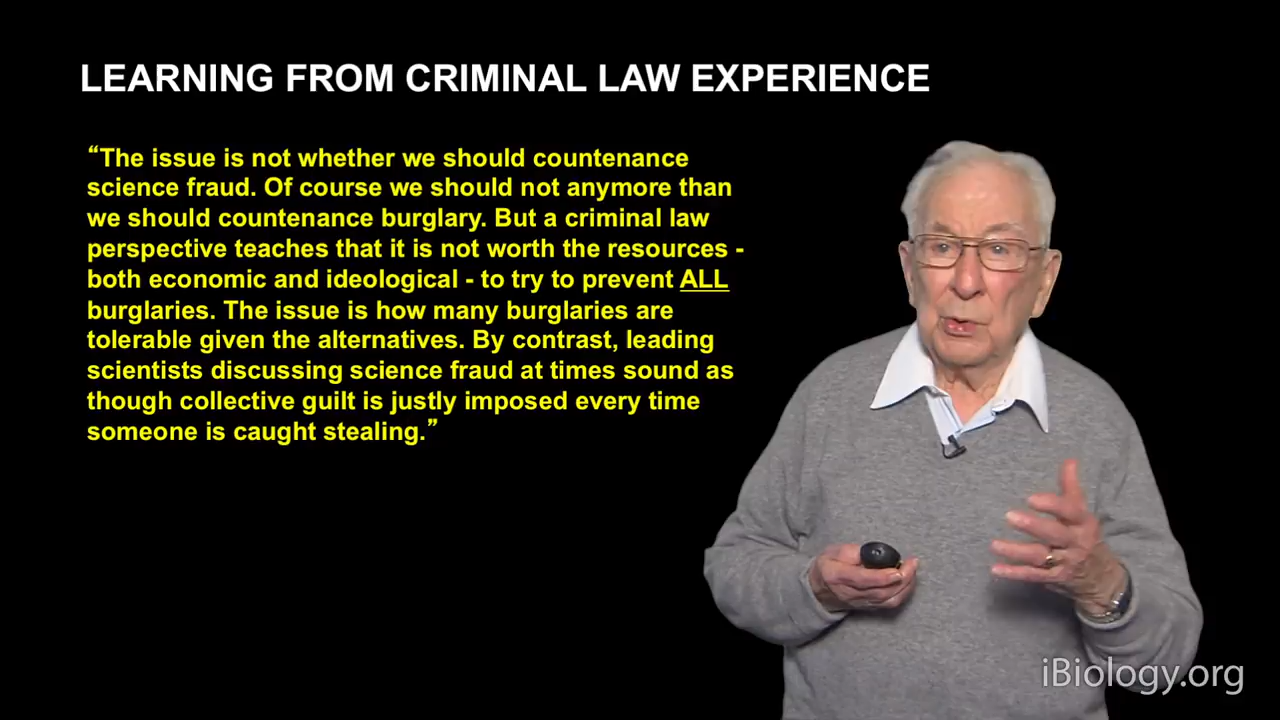 LEARNING FROM CRIMINAL LAW EXPERIENCE
“The issue is not whether we should countenance
science fraud. Of course we should not anymore than
we should countenance burglary. But a criminal law
perspective teaches that it is not worth the resources -
both economic and ideological - to try to prevent ALL
burglaries. The issue is how many burglaries are
tolerable given the alternatives. By contrast, leading
scientists discussing science fraud at times sound as
though collective guilt is justly imposed every time
someone is caught stealing.”
iBiology.org